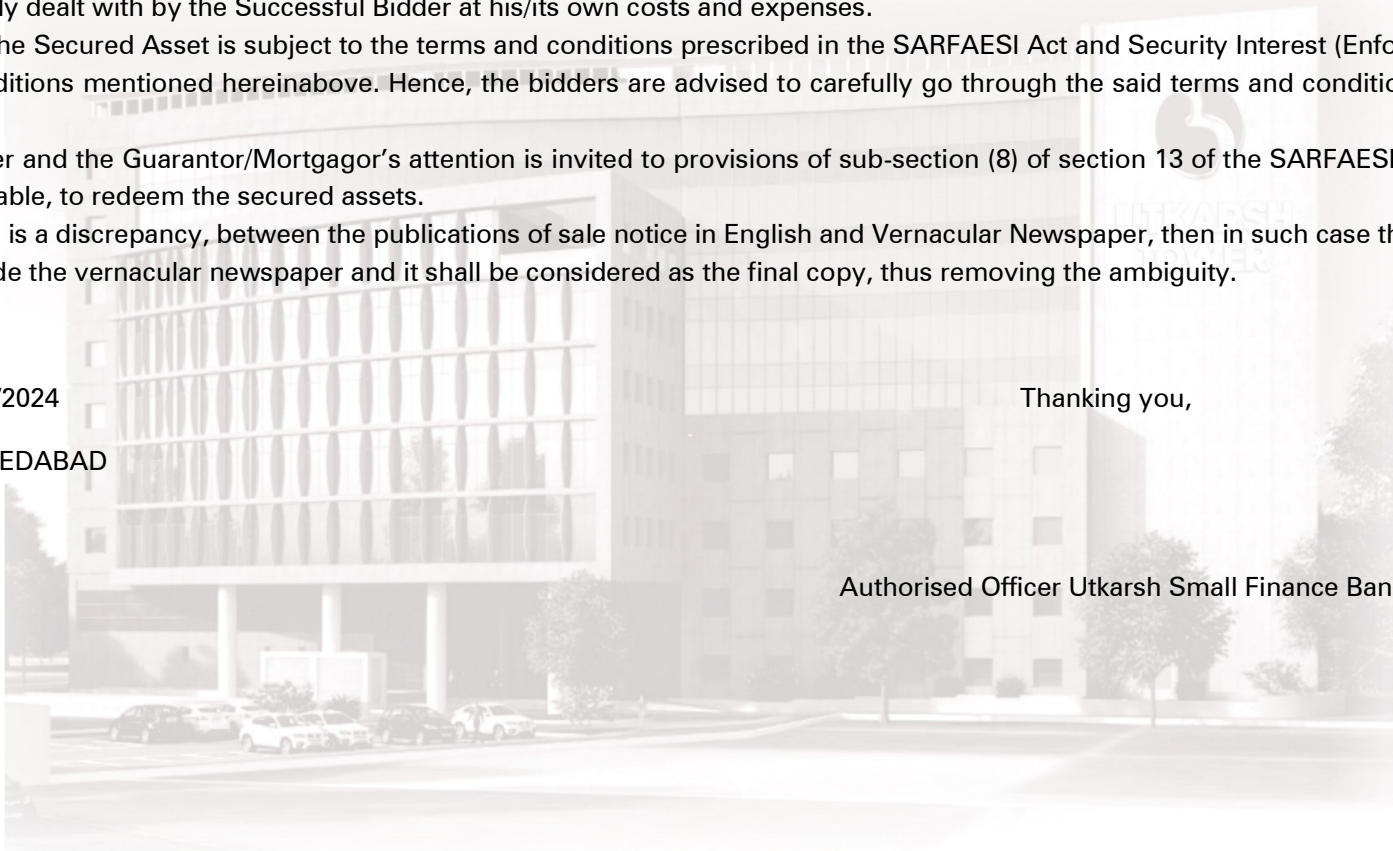 ly dealt with by the Successful Bidder at his/its own costs and expenses.
he Secured Asset is subject to the terms and conditions prescribed in the SARFAESI Act and Security Interest (Enfo
ditions mentioned hereinabove. Hence, the bidders are advised to carefully go through the said terms and conditio
er and the Guarantor/Mortgagor's attention is invited to provisions of sub-section (8) of section 13 of the SARFAESI
able, to redeem the secured assets.
UTKARSH
is a discrepancy, between the publications of sale notice in English and Vernacular Newspaper, then in such case th
TOWER
de the vernacular newspaper and it shall be considered as the final copy, thus removing the ambiguity.
/2024
Thanking you,
EDABAD
Authorised Officer Utkarsh Small Finance Ban